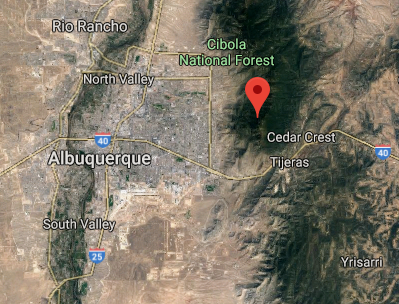 Rio Rancho
Cibola
National Forest
North Valley
40
Cedar Crest
Albuquerque
Tijeras
40
South Valley
25
Yrisarri